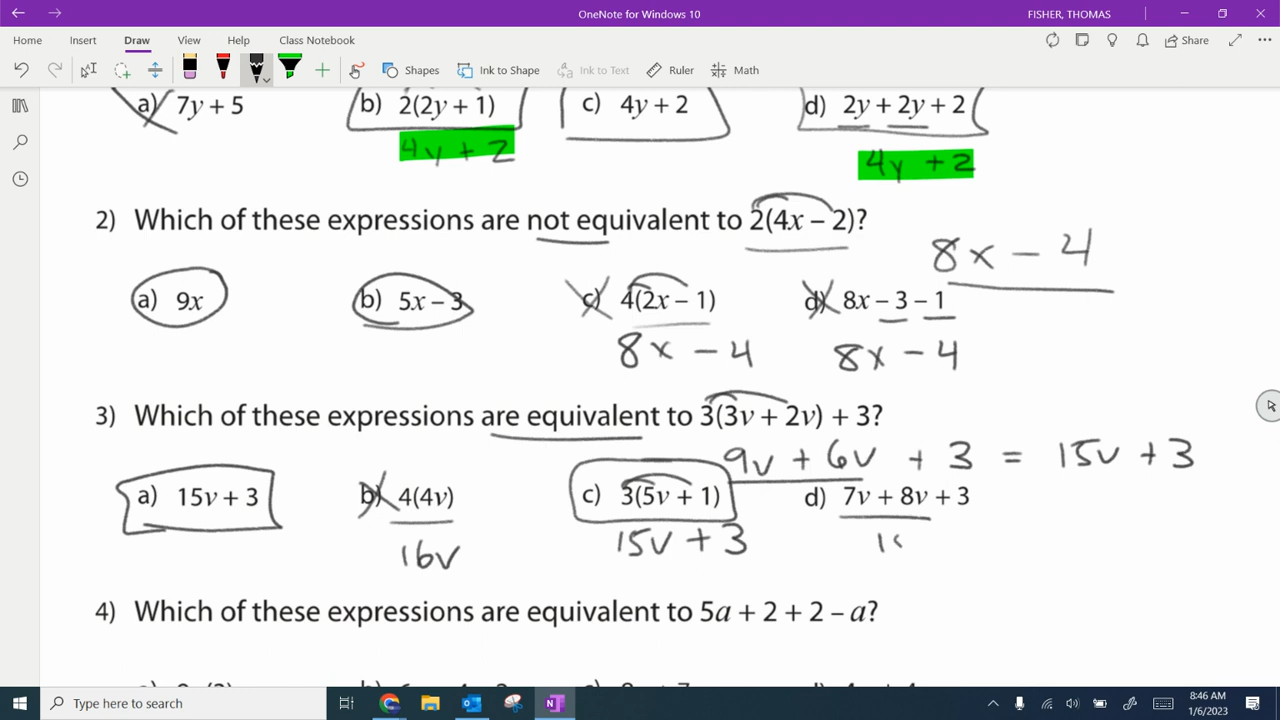 OneNote for Windows 10
FISHER, THOMAS
Home Insert Draw View Help Class Notebook
Share
Shapes Ink to Shape Ink to Text Ruler Math
a) 7y + 5 b) 2(2y + 1) c) 4y + 2 d) 2y + 2y + 2
4y + 2 4y + 2
2) Which of these expressions are not equivalent to 2(4x – 2)?
8x – 4
a) 9x b) 5x – 3 c) 4(2x – 1) d) 8x – 3 – 1
8x – 4 8x – 4
3) Which of these expressions are equivalent to 3(3v + 2v) + 3?
9v + 6v + 3 = 15v + 3
a) 15v + 3 b) 4(4v) c) 3(5v + 1) d) 7v + 8v + 3
16v 15v + 3
4) Which of these expressions are equivalent to 5a + 2 + 2 – a?
Type here to search
8:46 AM
1/6/2023